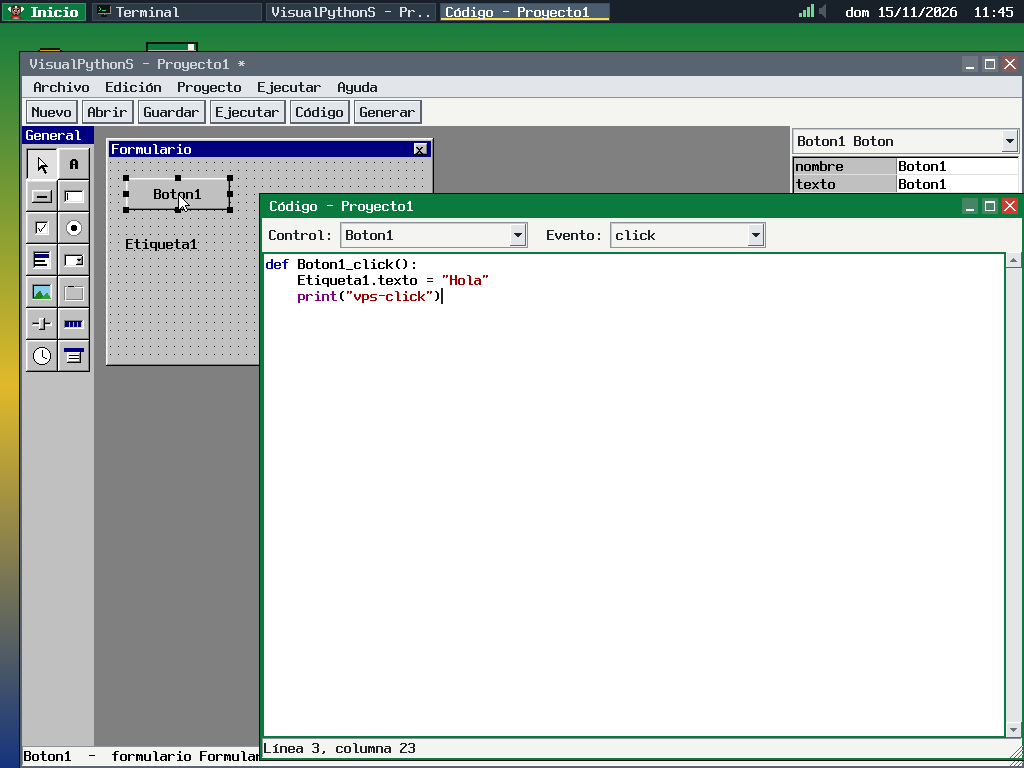 Inicio Terminal VisualPythonS - Pr.. Código - Proyecto1 dom 15/11/2026 11:45
VisualPythonS - Proyecto1 *
Archivo Edición Proyecto Ejecutar Ayuda
Nuevo Abrir Guardar Ejecutar Código Generar
General
A
Formulario
Boton1
Etiqueta1
Boton1 Boton
nombre Boton1
texto Boton1
Código - Proyecto1
Control: Boton1 Evento: click
def Boton1_click():
    Etiqueta1.texto = "Hola"
    print("vps-click")
Línea 3, columna 23
Boton1 - formulario Formular